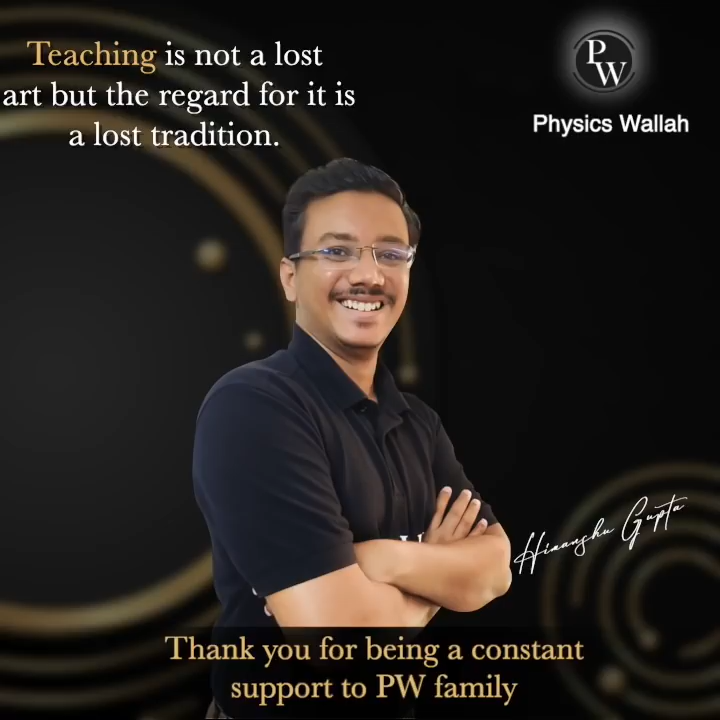 Teaching is not a lost
art but the regard for it is
a lost tradition.
PW
Physics Wallah
Himanshu Gupta
Thank you for being a constant
support to PW family